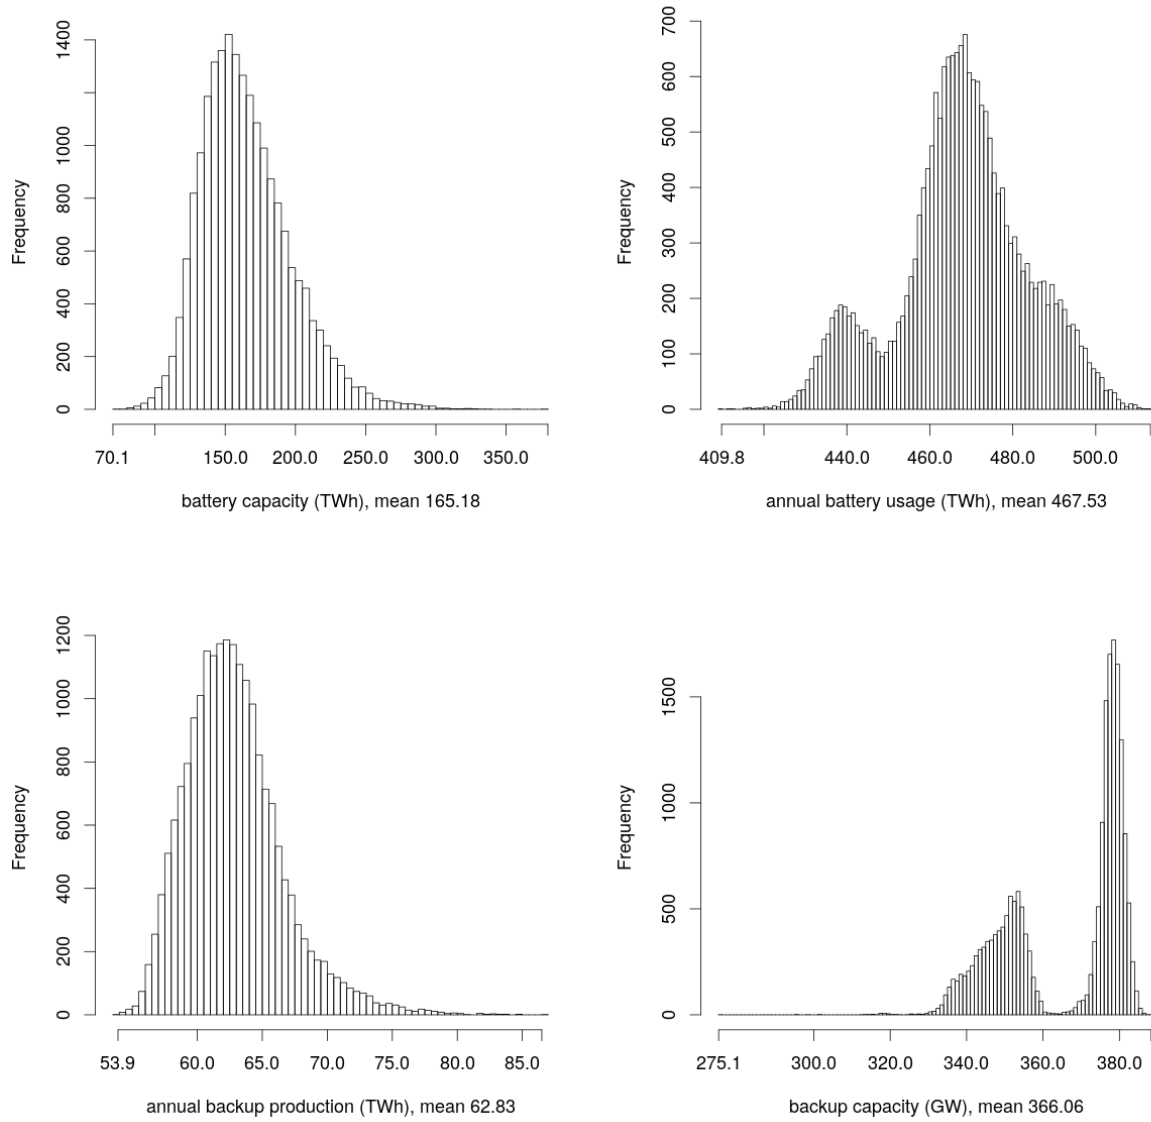 1400
1000
800
600
400
200
0
Frequency
70.1 150.0 200.0 250.0 300.0 350.0
battery capacity (TWh), mean 165.18
700
600
500
400
300
200
100
0
Frequency
409.8 440.0 460.0 480.0 500.0
annual battery usage (TWh), mean 467.53
1200
1000
800
600
400
200
0
Frequency
53.9 60.0 65.0 70.0 75.0 80.0 85.0
annual backup production (TWh), mean 62.83
1500
1000
500
0
Frequency
275.1 300.0 320.0 340.0 360.0 380.0
backup capacity (GW), mean 366.06